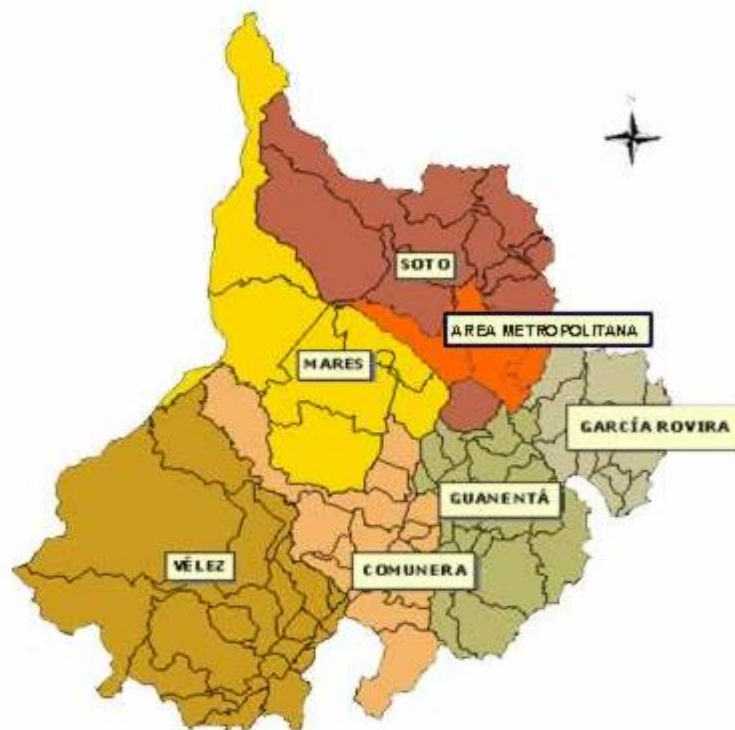 SOTO
AREA METROPOLITANA
MARES
GARCÍA ROVIRA
GUANENTÁ
VÉLEZ
COMUNERA